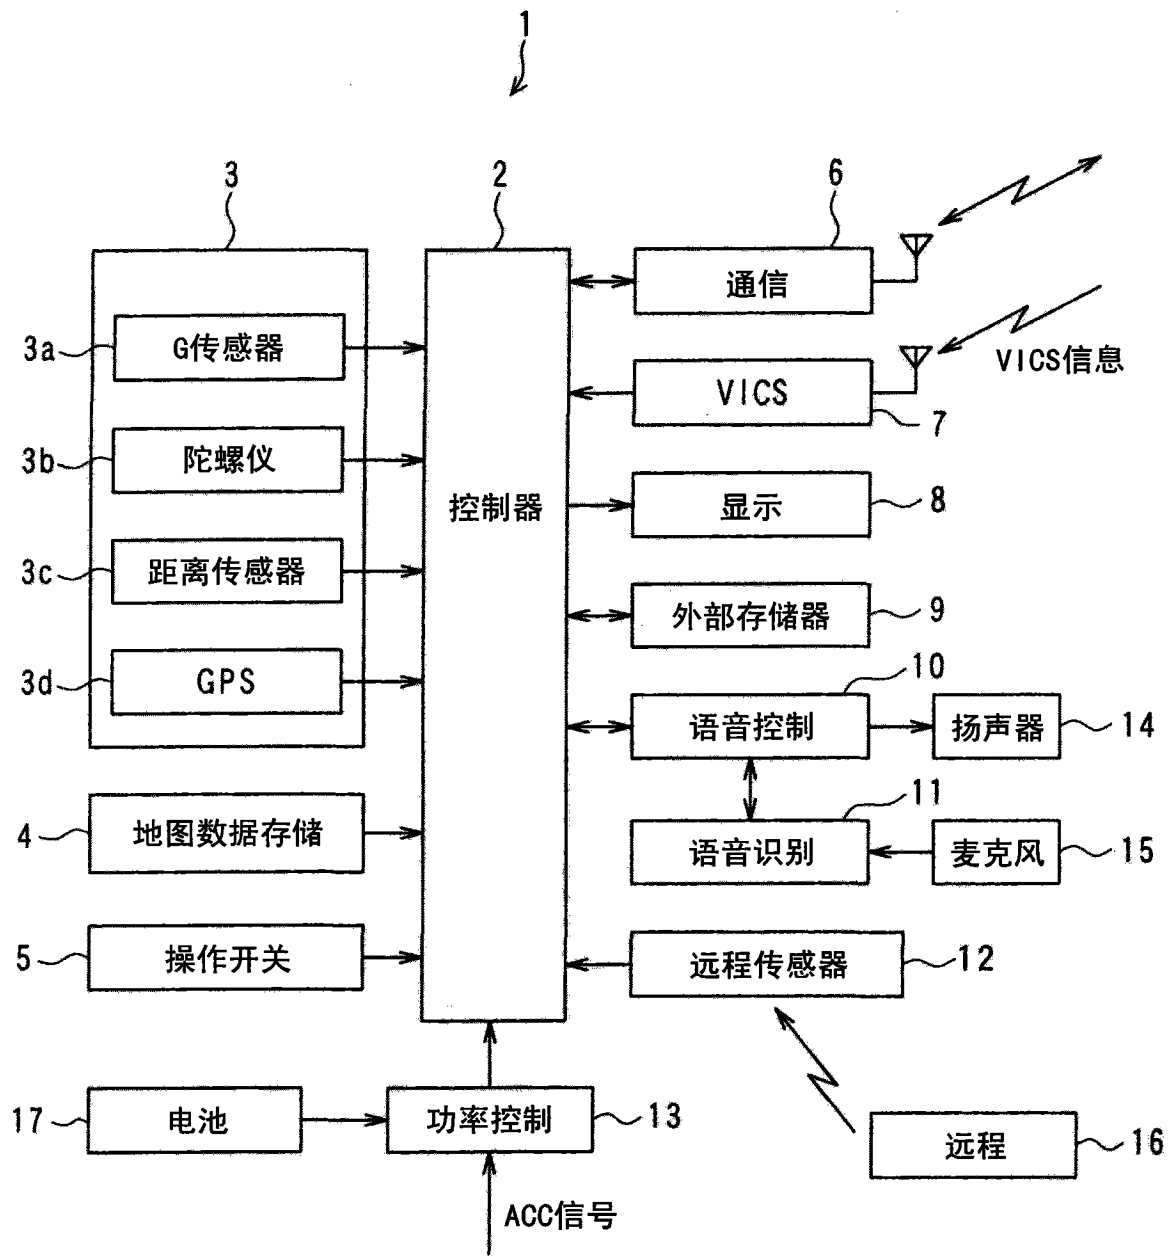 1
3
2
6
3a
G传感器
通信
VICS信息
VICS
7
3b
陀螺仪
控制器
显示
8
3c
距离传感器
外部存储器
9
3d
GPS
10
语音控制
扬声器
14
11
4
地图数据存储
语音识别
麦克风
15
5
操作开关
远程传感器
12
17
电池
功率控制
13
远程
16
ACC信号